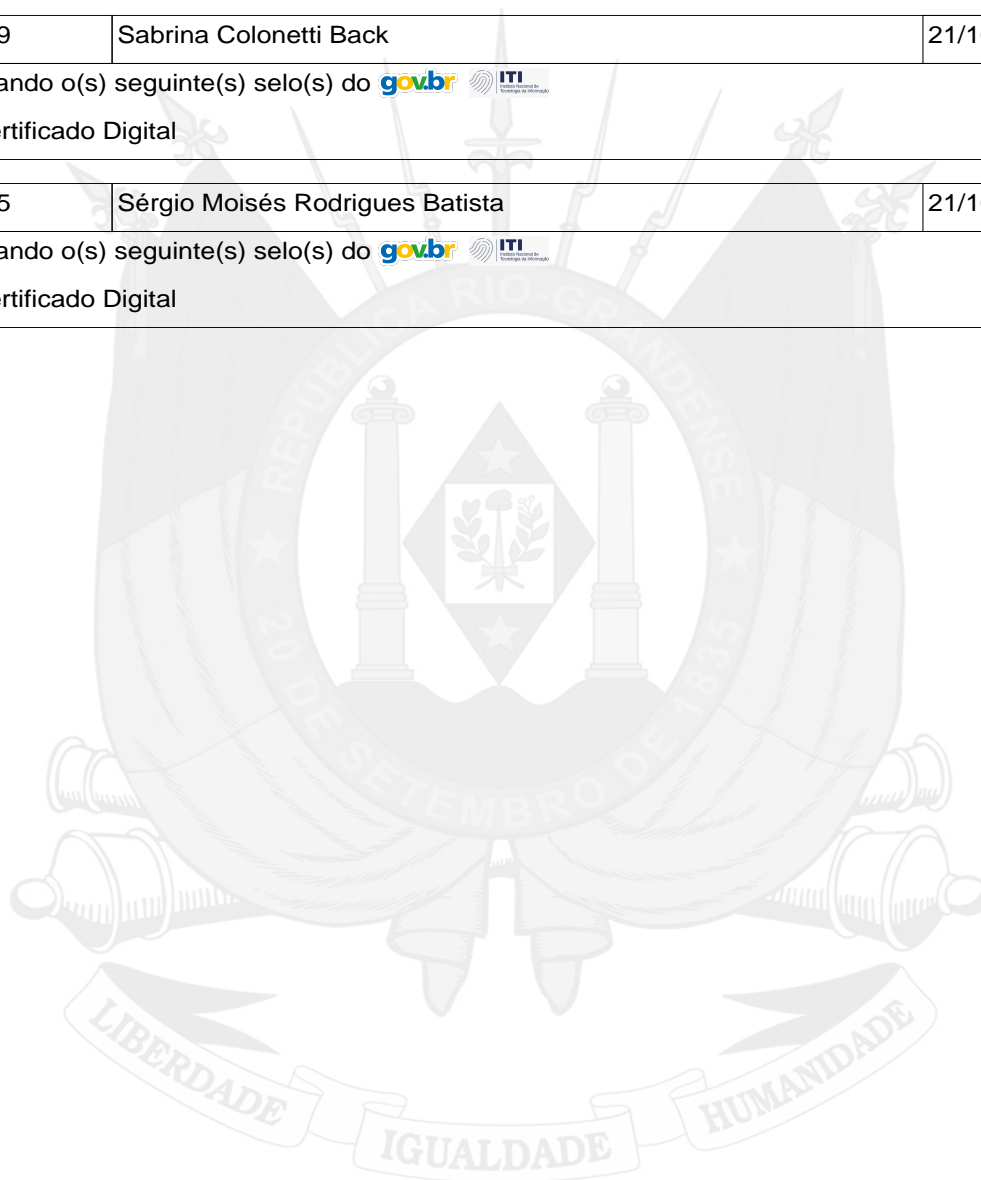 9 Sabrina Colonetti Back 21/1
ando o(s) seguinte(s) selo(s) do gov.br ITI
ertificado Digital
5 Sérgio Moisés Rodrigues Batista 21/1
ando o(s) seguinte(s) selo(s) do gov.br ITI
ertificado Digital
REPÚBLICA RIO-GRANDENSE
★ 20 DE SETEMBRO DE 1835 ★
LIBERDADE IGUALDADE HUMANIDADE